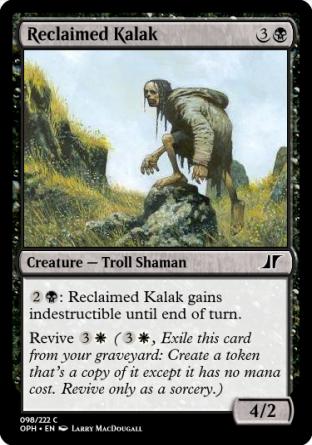 Reclaimed Kalak 3
Creature — Troll Shaman
2 : Reclaimed Kalak gains
indestructible until end of turn.
Revive 3 ( 3 , Exile this card
from your graveyard: Create a token
that's a copy of it except it has no mana
cost. Revive only as a sorcery.)
4/2
098/222 C
OPH • EN Larry MacDougall